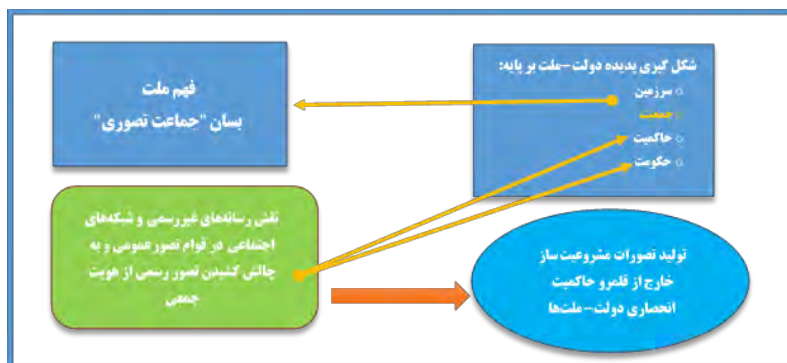 شکل گیری پدیده دولت–ملت بر پایه:
○ سرزمین
○ جمعیت
○ حاکمیت
○ حکومت
فهم ملت
بسان "جماعت تصوری"
نقش رسانه‌های غیررسمی و شبکه‌های
اجتماعی در قوام تصور عمومی و به
چالش کشیدن تصور رسمی از هویت
جمعی
تولید تصورات مشروعیت ساز
خارج از قلمرو حاکمیت
انحصاری دولت–ملت‌ها